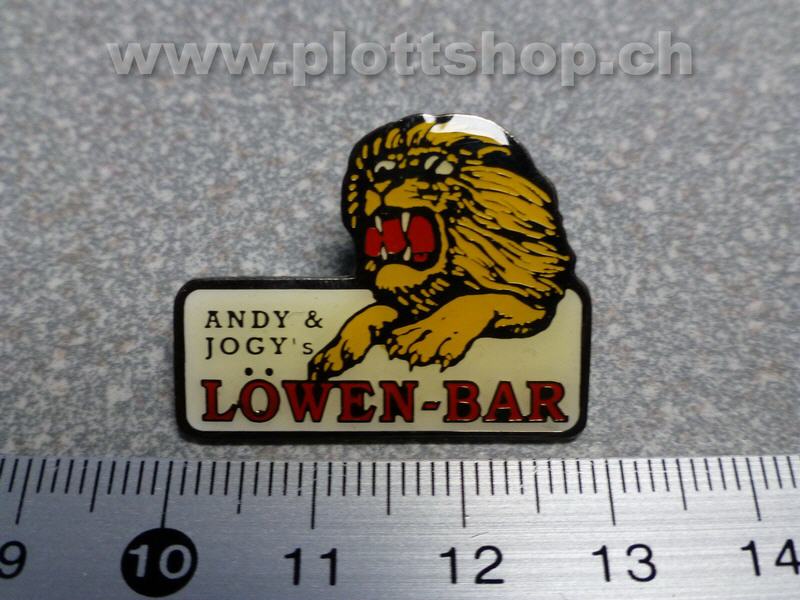 www.plottshop.ch
ANDY &
JOGY's
LÖWEN-BAR
9 10 11 12 13 14